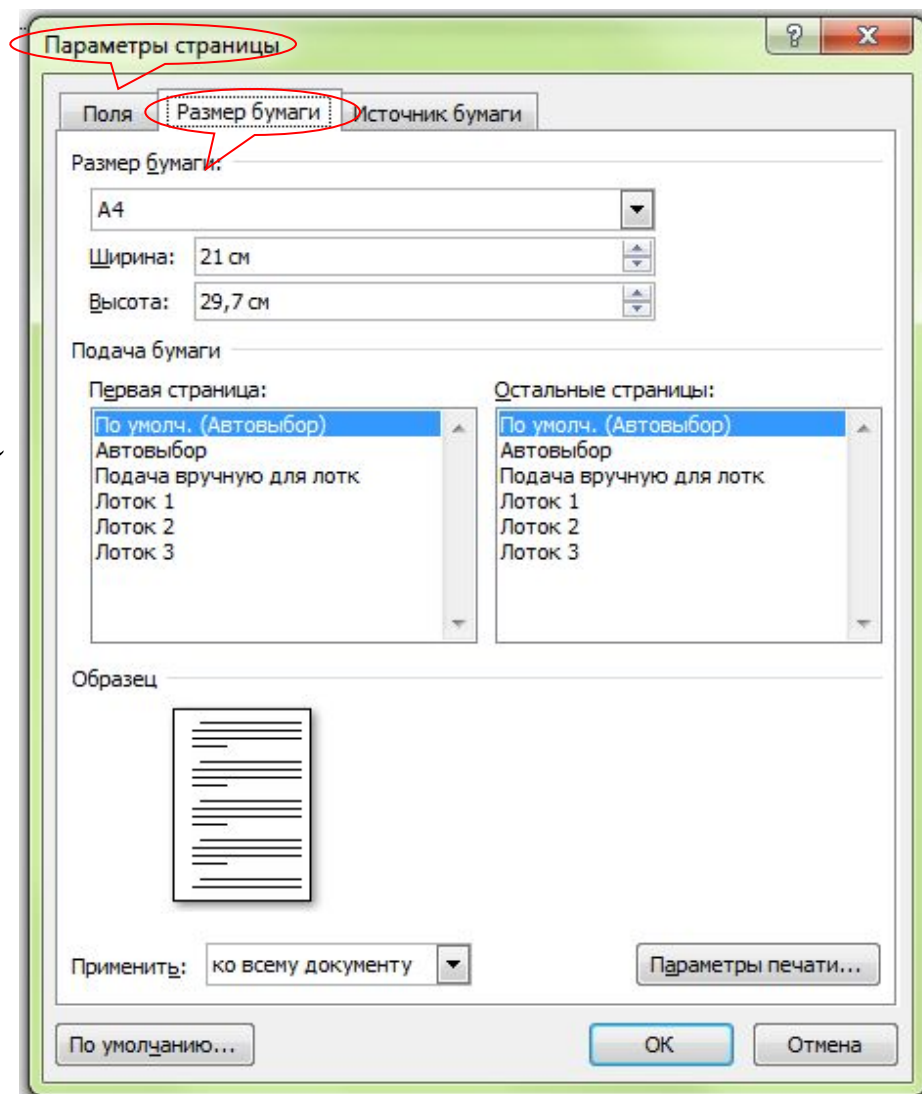 Параметры страницы
Поля Размер бумаги Источник бумаги
Размер бумаги:
A4
Ширина: 21 см
Высота: 29,7 см
Подача бумаги
Первая страница: Остальные страницы:
По умолч. (Автовыбор) По умолч. (Автовыбор)
Автовыбор Автовыбор
Подача вручную для лотк Подача вручную для лотк
Лоток 1 Лоток 1
Лоток 2 Лоток 2
Лоток 3 Лоток 3
Образец
Применить: ко всему документу Параметры печати...
По умолчанию... ОК Отмена